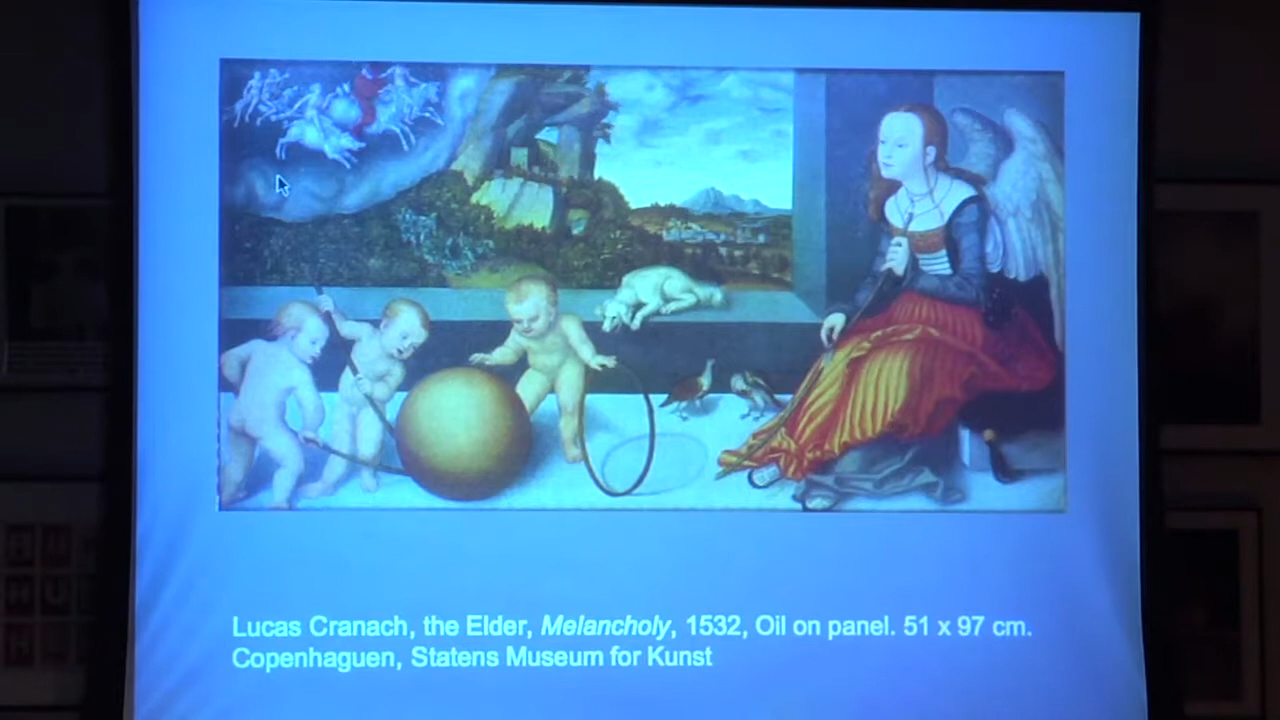 Lucas Cranach, the Elder, Melancholy, 1532, Oil on panel. 51 x 97 cm.
Copenhaguen, Statens Museum for Kunst